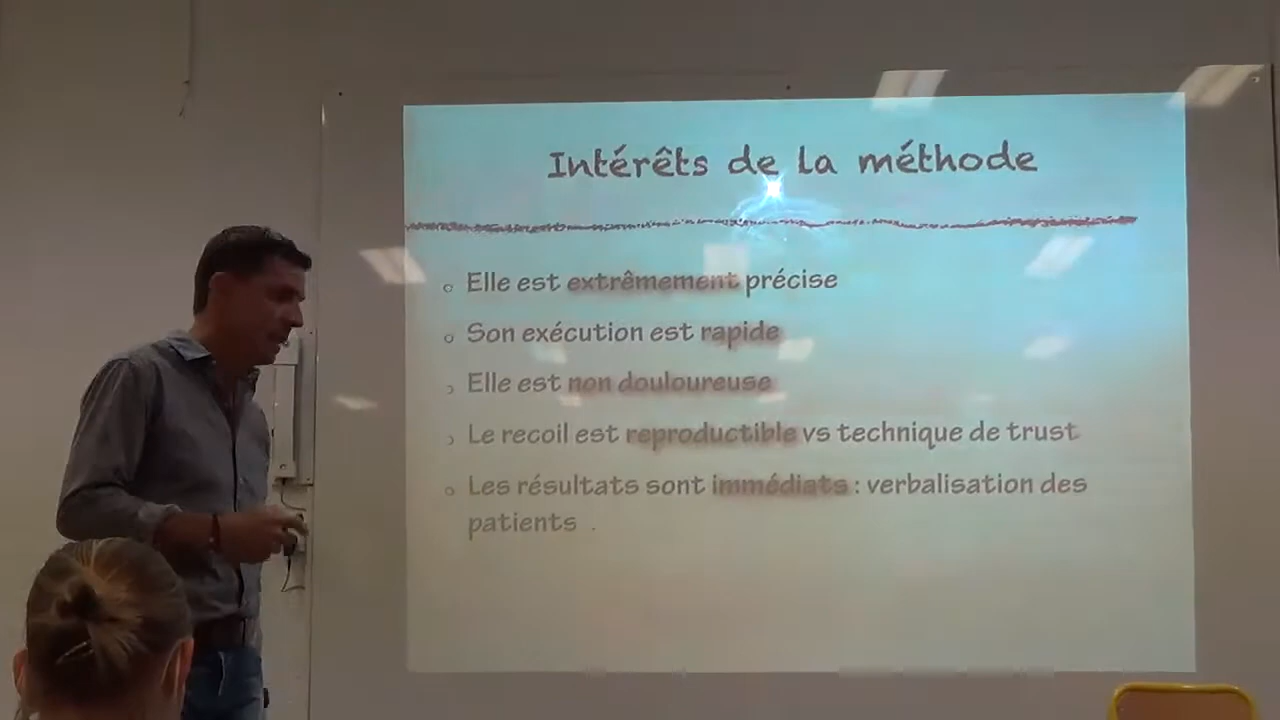 Intérêts de la méthode
Elle est extrêmement précise
Son exécution est rapide
Elle est non douloureuse
Le recoil est reproductible vs technique de trust
Les résultats sont immédiats : verbalisation des
patients .